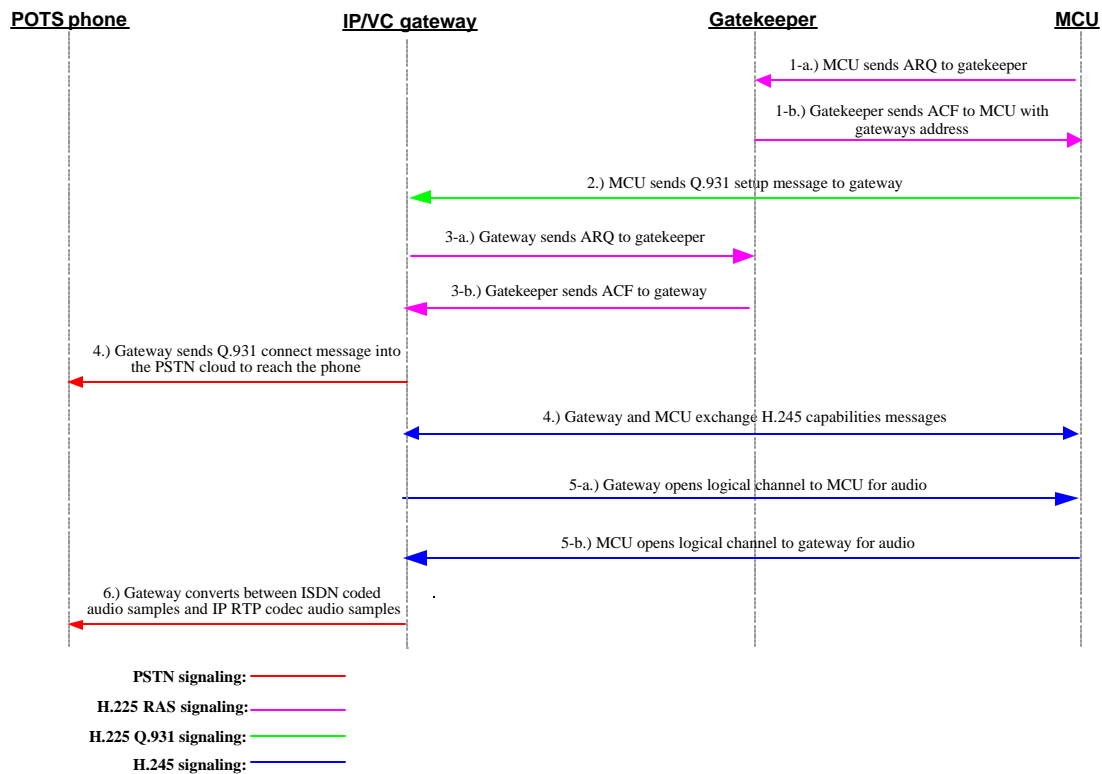 POTS phone
IP/VC gateway
Gatekeeper
MCU
1-a.) MCU sends ARQ to gatekeeper
1-b.) Gatekeeper sends ACF to MCU with
gateways address
2.) MCU sends Q.931 setup message to gateway
3-a.) Gateway sends ARQ to gatekeeper
3-b.) Gatekeeper sends ACF to gateway
4.) Gateway sends Q.931 connect message into
the PSTN cloud to reach the phone
4.) Gateway and MCU exchange H.245 capabilities messages
5-a.) Gateway opens logical channel to MCU for audio
5-b.) MCU opens logical channel to gateway for audio
6.) Gateway converts between ISDN coded
audio samples and IP RTP codec audio samples
.
PSTN signaling:
H.225 RAS signaling:
H.225 Q.931 signaling:
H.245 signaling: